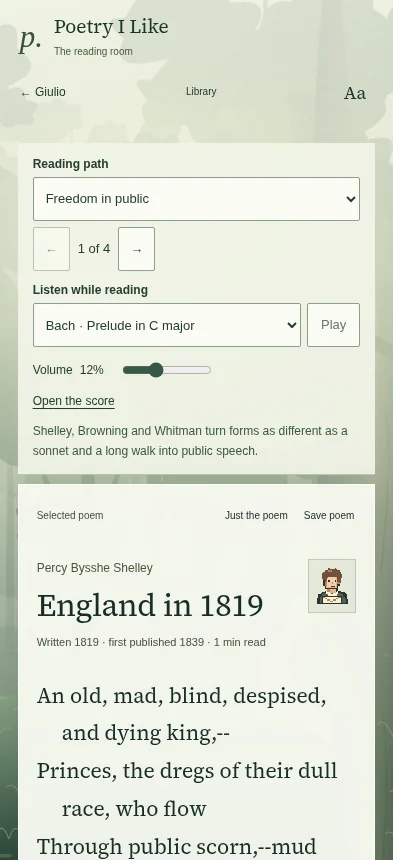 p.
Poetry I Like
The reading room
← Giulio
Library
Aa
Reading path
Freedom in public
← 1 of 4 →
Listen while reading
Bach · Prelude in C major
Play
Volume 12%
Open the score
Shelley, Browning and Whitman turn forms as different as a
sonnet and a long walk into public speech.
Selected poem
Just the poem
Save poem
Percy Bysshe Shelley
England in 1819
Written 1819 · first published 1839 · 1 min read
An old, mad, blind, despised,
and dying king,--
Princes, the dregs of their dull
race, who flow
Through public scorn,--mud